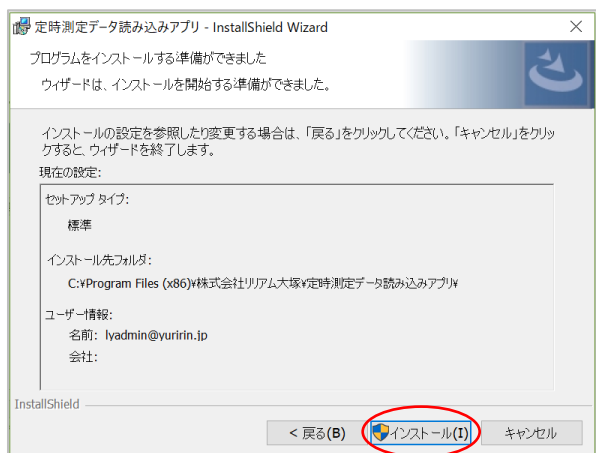 定時測定データ読み込みアプリ - InstallShield Wizard
プログラムをインストールする準備ができました
ウィザードは、インストールを開始する準備ができました。
インストールの設定を参照したり変更する場合は、「戻る」をクリックしてください。「キャンセル」をクリッ
クすると、ウィザードを終了します。
現在の設定:
セットアップ タイプ:
標準
インストール先フォルダ:
C:¥Program Files (x86)¥株式会社リリアム大塚¥定時測定データ読み込みアプリ¥
ユーザー情報:
名前: lyadmin@yuririn.jp
会社:
InstallShield
< 戻る(B)
インストール(I)
キャンセル